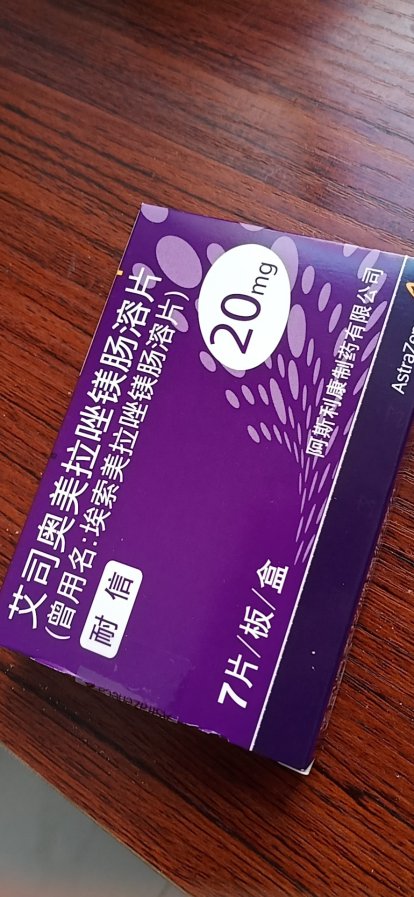 艾司奥美拉唑镁肠溶片
(曾用名:埃索美拉唑镁肠溶片)
耐信
20mg
7片/板/盒
阿斯利康制药有限公司